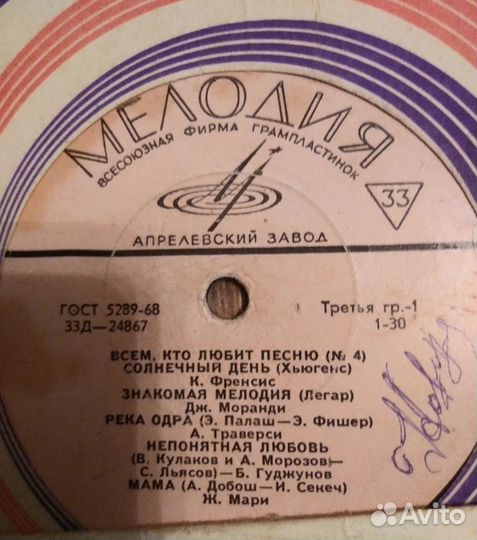 МЕЛОДИЯ
ВСЕСОЮЗНАЯ ФИРМА ГРАМПЛАСТИНОК
33
АПРЕЛЕВСКИЙ ЗАВОД
ГОСТ 5289-68
33Д—24867
Третья гр.-1
1-30
ВСЕМ, КТО ЛЮБИТ ПЕСНЮ (№ 4)
СОЛНЕЧНЫЙ ДЕНЬ (Хьюгенс)
К. Френсис
ЗНАКОМАЯ МЕЛОДИЯ (Легар)
Дж. Моранди
РЕКА ОДРА (Э. Палаш—Э. Фишер)
А. Траверси
НЕПОНЯТНАЯ ЛЮБОВЬ
(В. Кулаков и А. Морозов—
С. Льясов)— Б. Гуджунов
МАМА (А. Добош—И. Секеч)
Ж. Мари
Avito